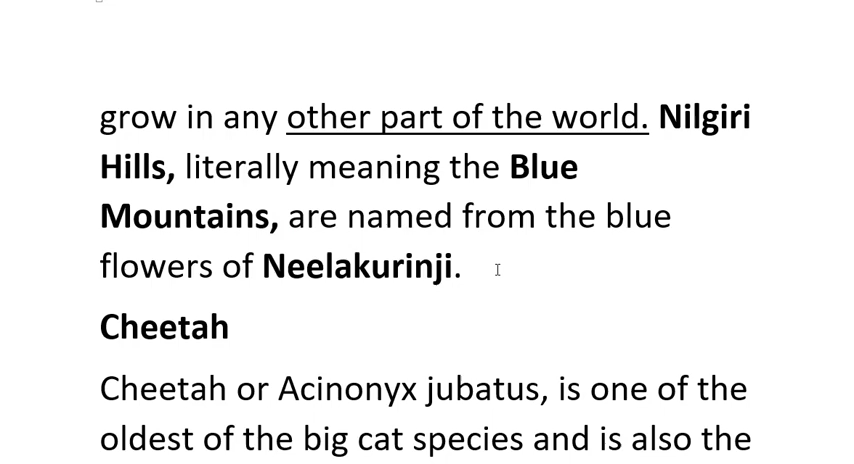 grow in any other part of the world. Nilgiri
Hills, literally meaning the Blue
Mountains, are named from the blue
flowers of Neelakurinji.
Cheetah
Cheetah or Acinonyx jubatus, is one of the
oldest of the big cat species and is also the